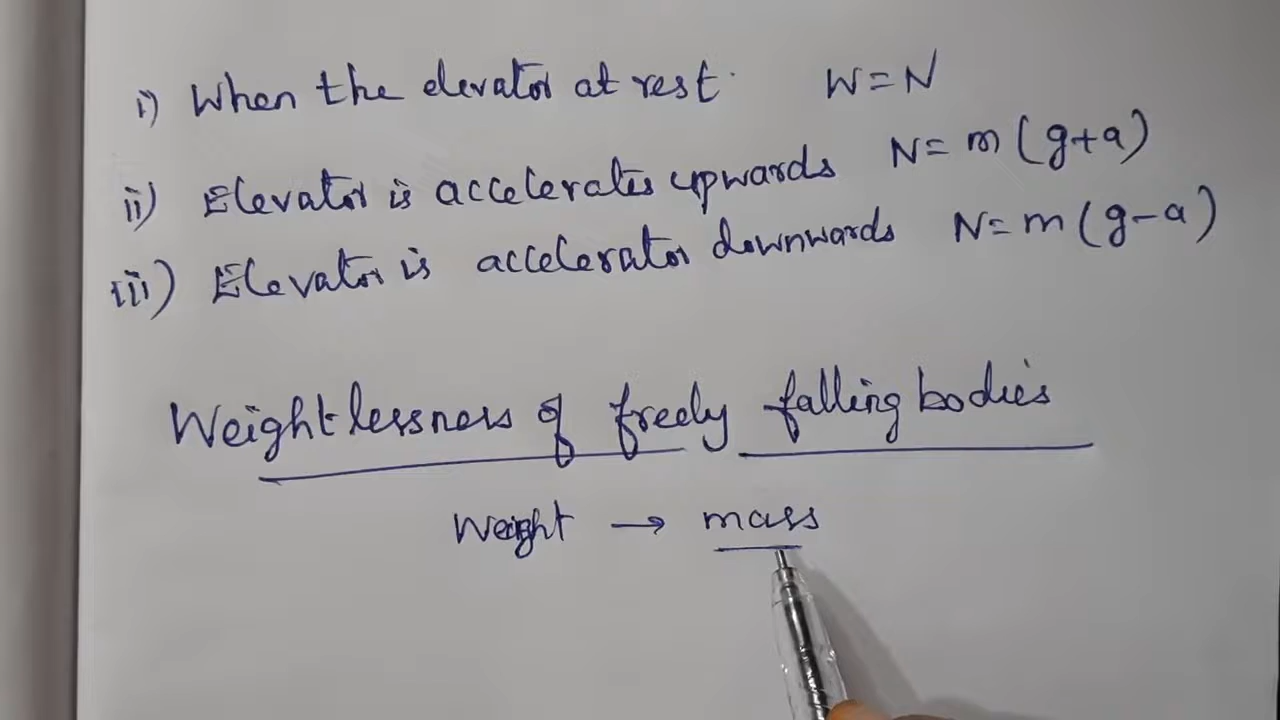 i) When the elevator at rest. W = N
ii) Elevator is accelerates upwards N = m (g+a)
iii) Elevator is accelerator downwards N = m (g-a)
Weightlessness of freely falling bodies
Weight → mass